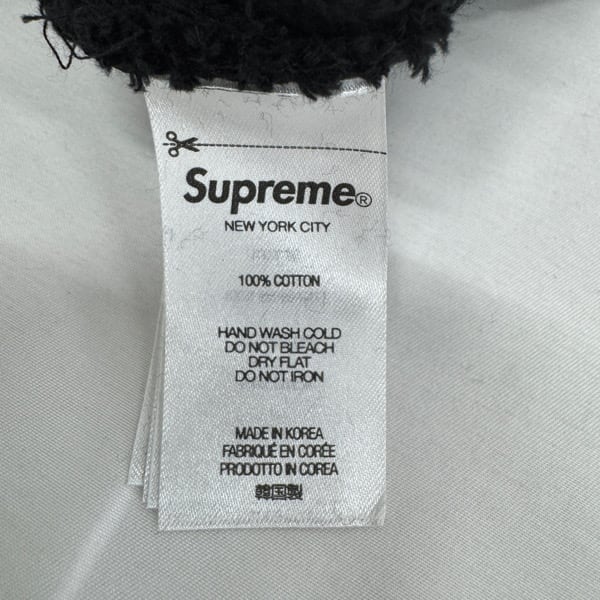 Supreme®
NEW YORK CITY
100% COTTON
HAND WASH COLD
DO NOT BLEACH
DRY FLAT
DO NOT IRON
MADE IN KOREA
FABRIQUÉ EN CORÉE
PRODOTTO IN COREA
韓国製